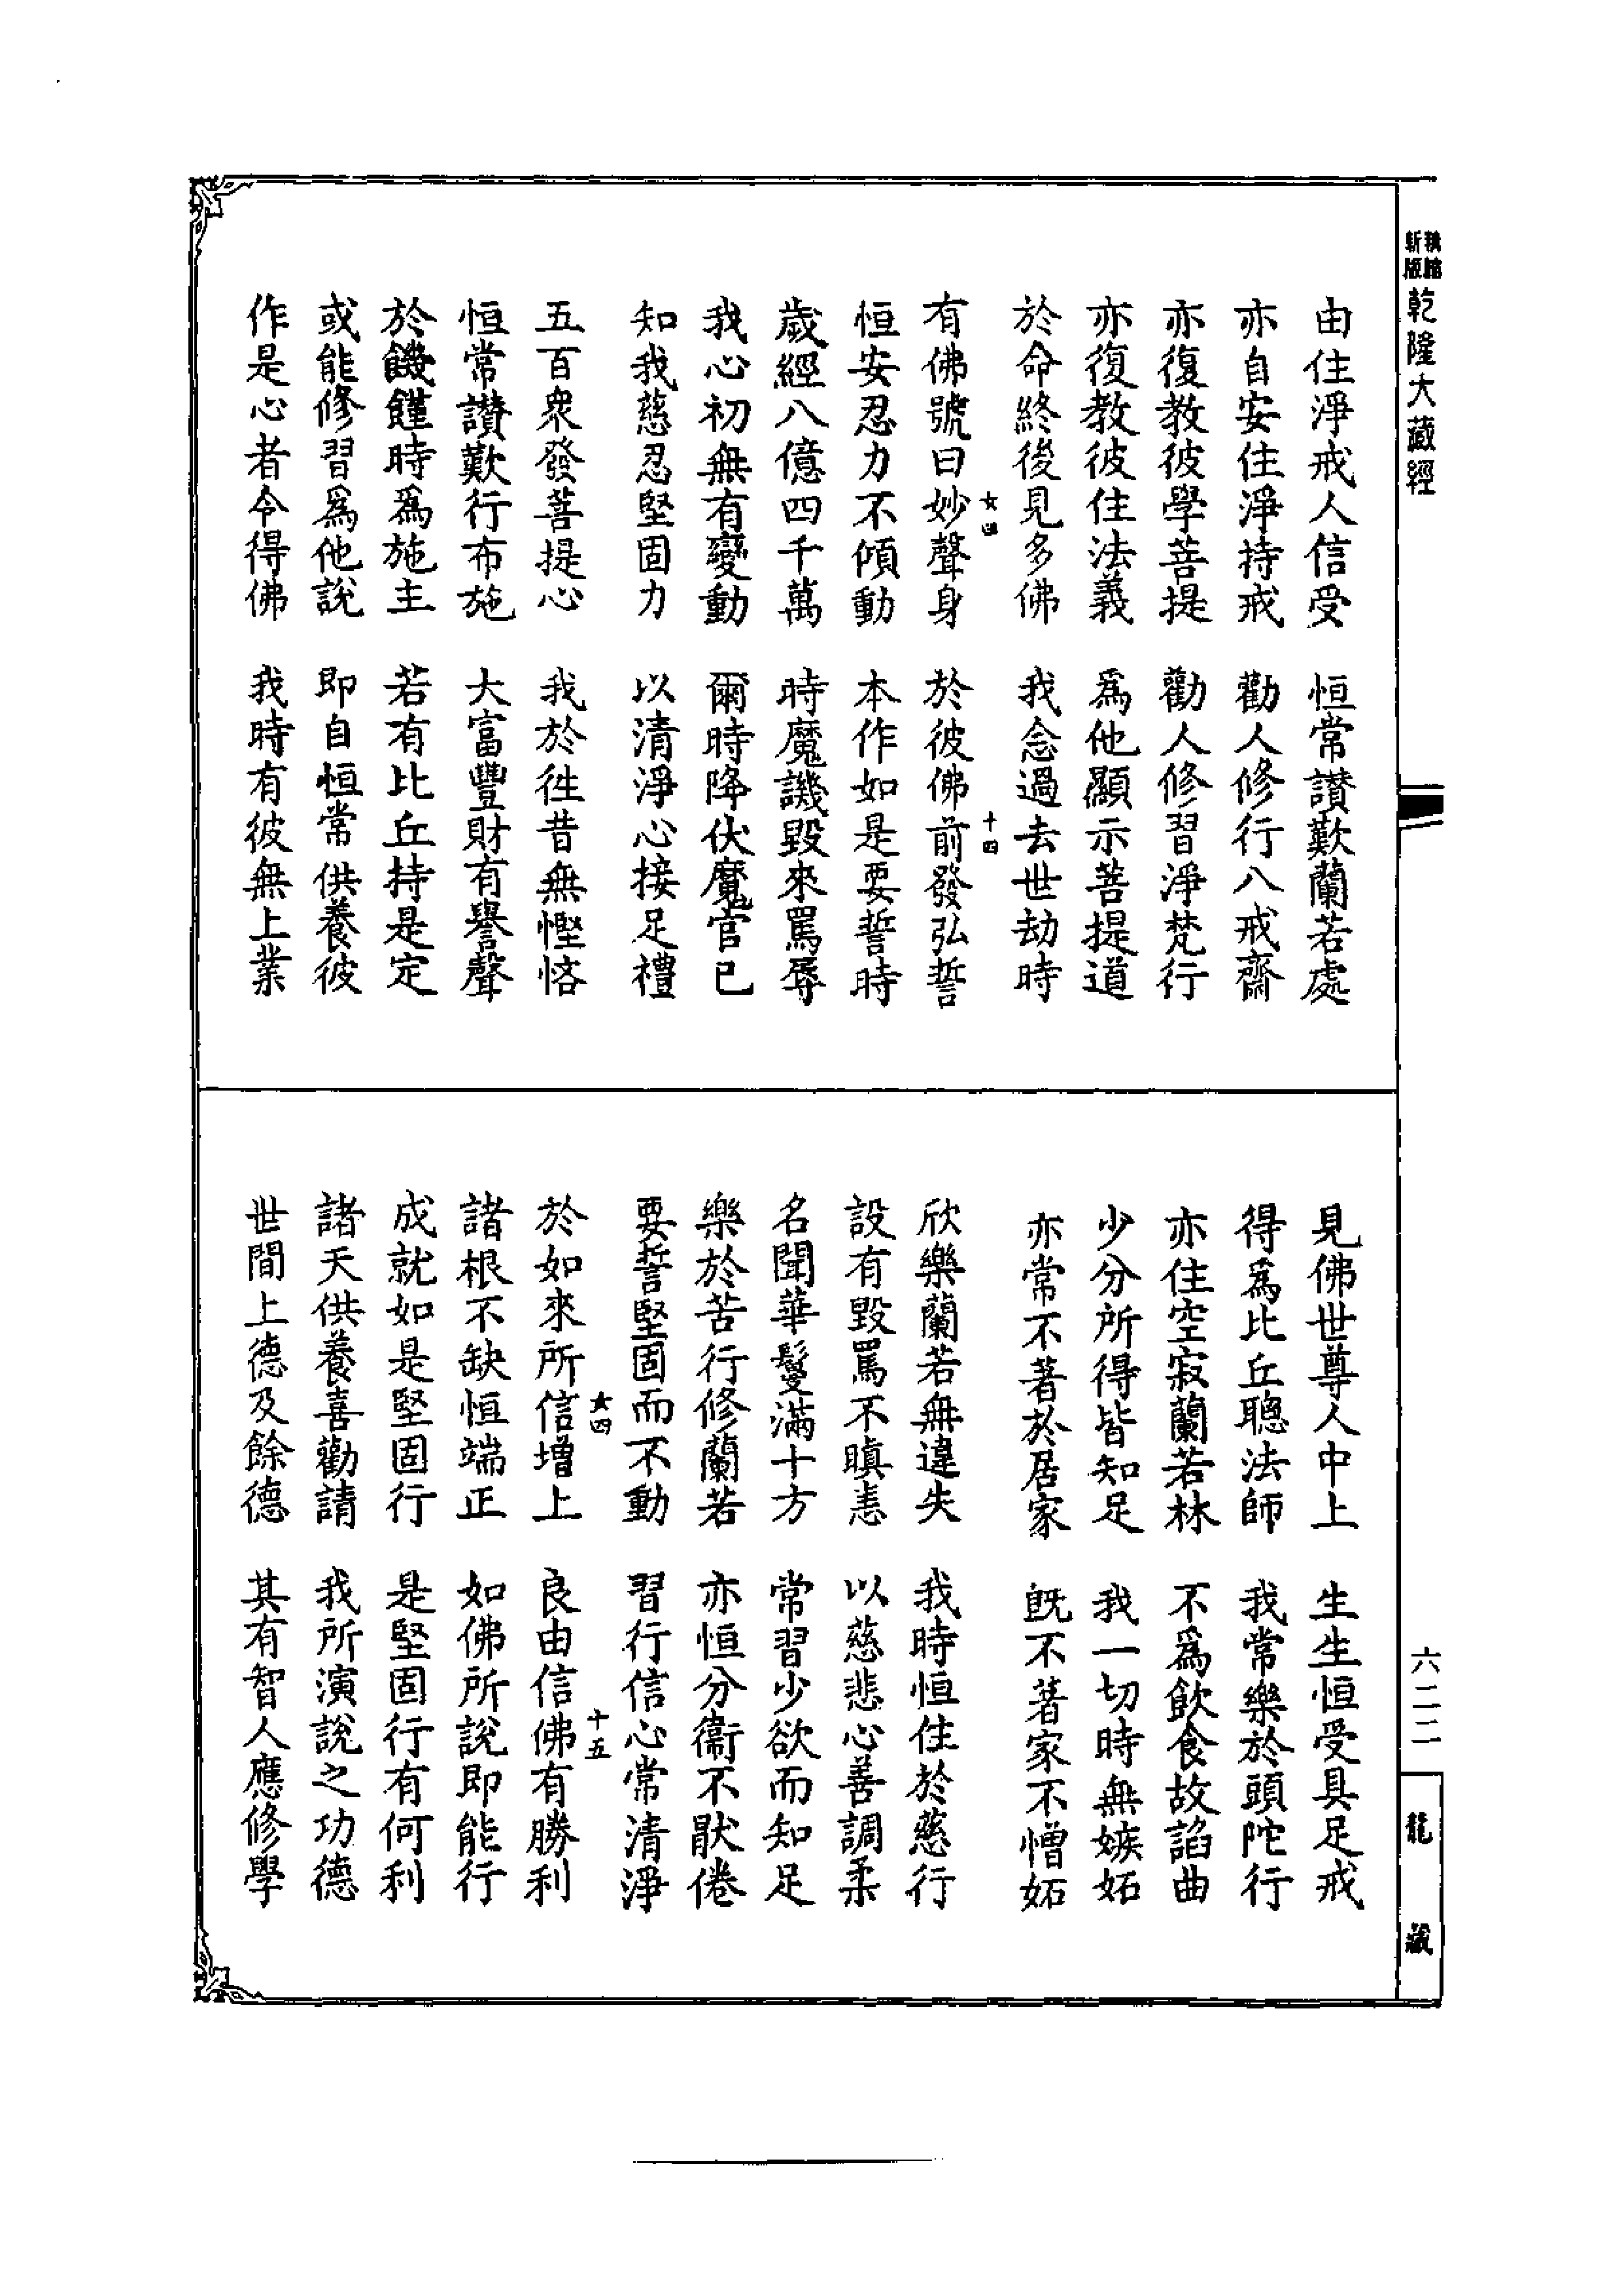 新版
乾隆大藏經
由住淨戒人信受　恒常讃歎蘭若處
亦自安住淨持戒　勸人修行八戒齋
亦復教彼學菩提　勸人修習淨梵行
亦復教彼住法義　爲他顯示菩提道
於命終後見多佛　我念過去世劫時
女四　十四
有佛號曰妙聲身　於彼佛前發弘誓
恒安忍力不傾動　本作如是要誓時
歲經八億四千萬　時魔譏毀來罵辱
我心初無有變動　爾時降伏魔官已
知我慈忍堅固力　以清淨心接足禮
五百衆發菩提心　我於徃昔無慳悋
恒常讃歎行布施　大富豐財有譽聲
於饑饉時爲施主　若有比丘持是定
或能修習爲他說　即自恒常供養彼
作是心者令得佛　我時有彼無上業
見佛世尊人中上　生生恒受具足戒
得爲比丘聰法師　我常樂於頭陀行
亦住空寂蘭若林　不爲飲食故諂曲
少分所得皆知足　我一切時無嫉妬
亦常不著於居家　旣不著家不憎妬
欣樂蘭若無違失　我時恒住於慈行
設有毀罵不瞋恚　以慈悲心善調柔
名聞華鬘滿十方　常習少欲而知足
樂於苦行修蘭若　亦恒分衞不猒倦
要誓堅固而不動　習行信心常清淨
女四　十五
於如來所信增上　良由信佛有勝利
諸根不缺恒端正　如佛所說即能行
成就如是堅固行　是堅固行有何利
諸天供養喜勸請　我所演說之功德
世間上德及餘德　其有智人應修學
六二二
龍藏